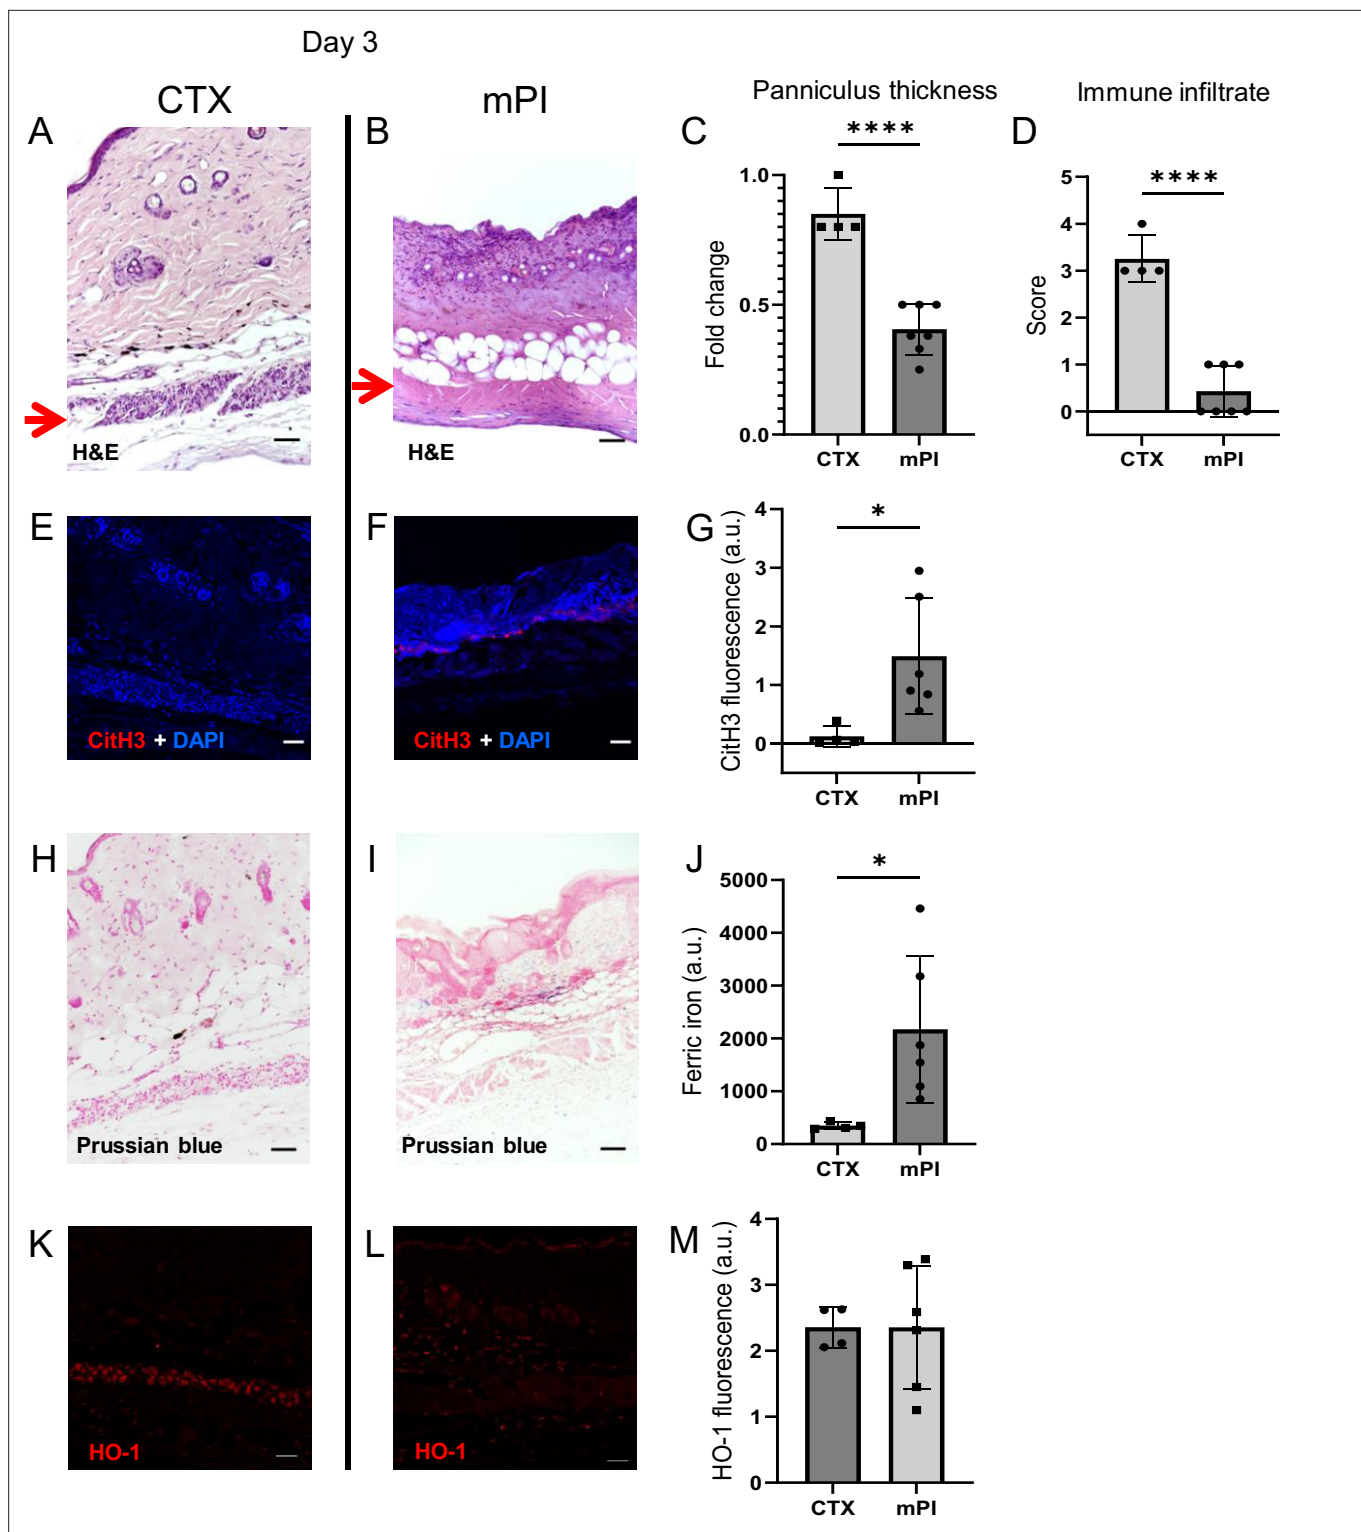 Day 3
CTX
mPI
A
H&E
B
H&E
C
Panniculus thickness
****
Fold change
1.0
0.5
0.0
CTX
mPI
D
Immune infiltrate
****
Score
5
4
3
2
1
0
CTX
mPI
E
CitH3 + DAPI
F
CitH3 + DAPI
G
*
CitH3 fluorescence (a.u.)
4
3
2
1
0
CTX
mPI
H
Prussian blue
I
Prussian blue
J
*
Ferric iron (a.u.)
5000
4000
3000
2000
1000
0
CTX
mPI
K
HO-1
L
HO-1
M
HO-1 fluorescence (a.u.)
4
3
2
1
0
CTX
mPI